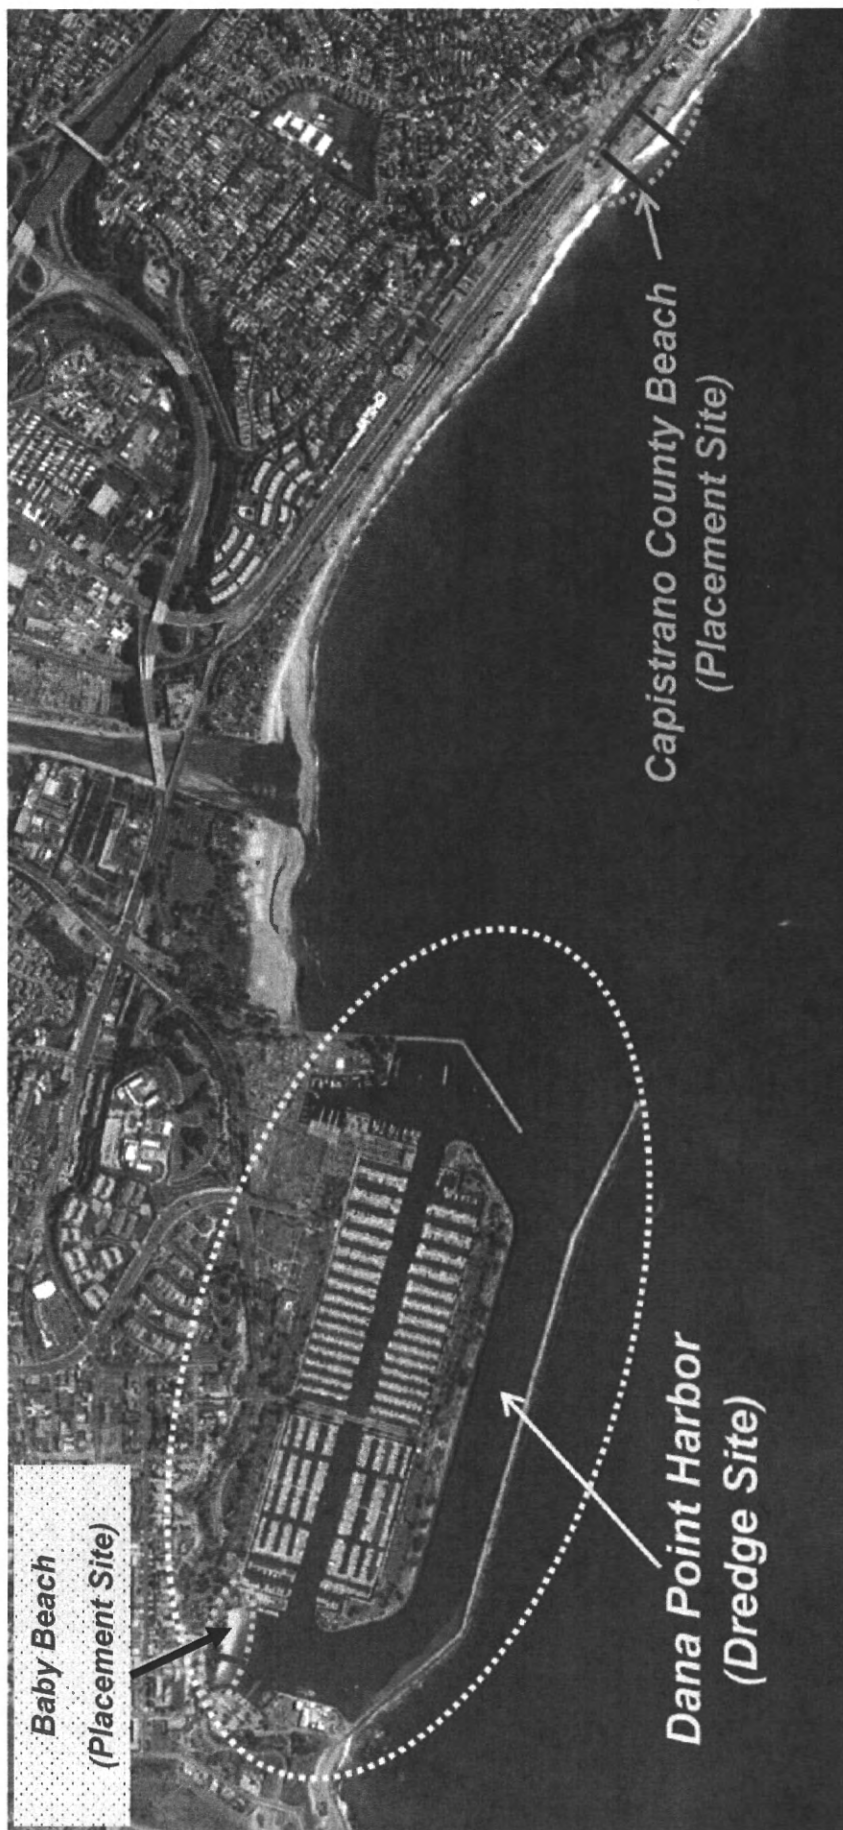 Baby Beach
(Placement Site)
Dana Point Harbor
(Dredge Site)
Capistrano County Beach
(Placement Site)